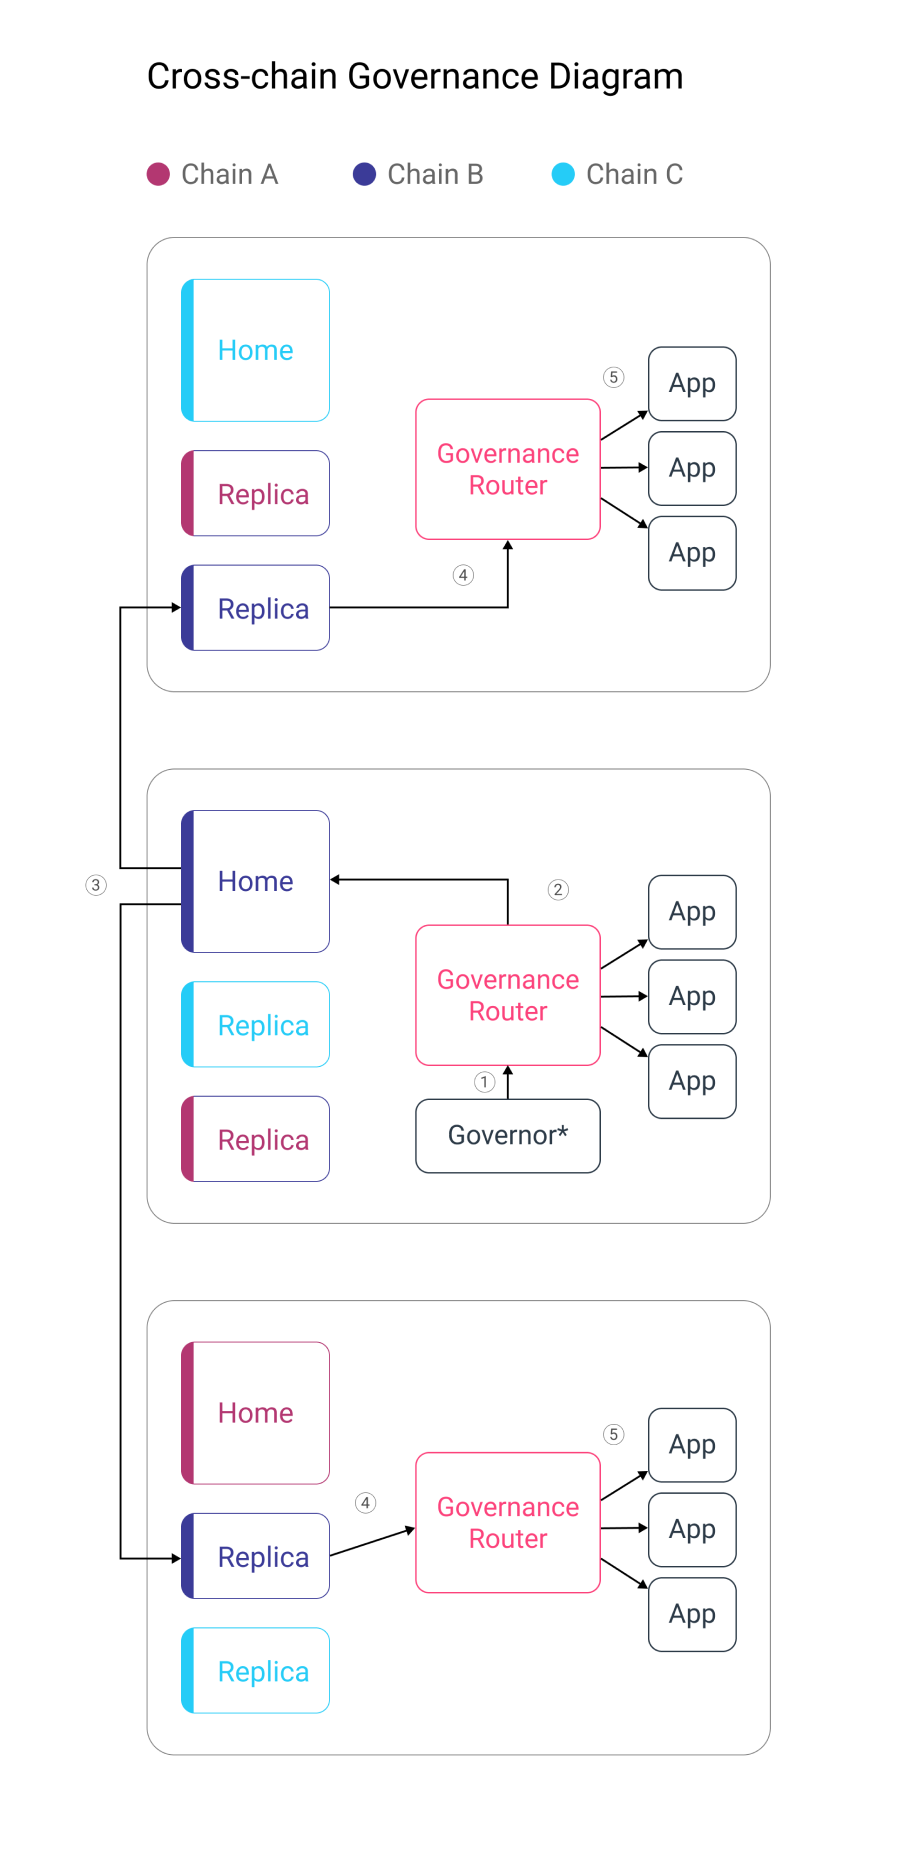 Cross-chain Governance Diagram
Chain A
Chain B
Chain C
Home
Replica
Replica
4
Governance
Router
5
App
App
App
3
Home
Replica
Replica
2
Governance
Router
1
Governor*
App
App
App
Home
Replica
Replica
4
Governance
Router
5
App
App
App